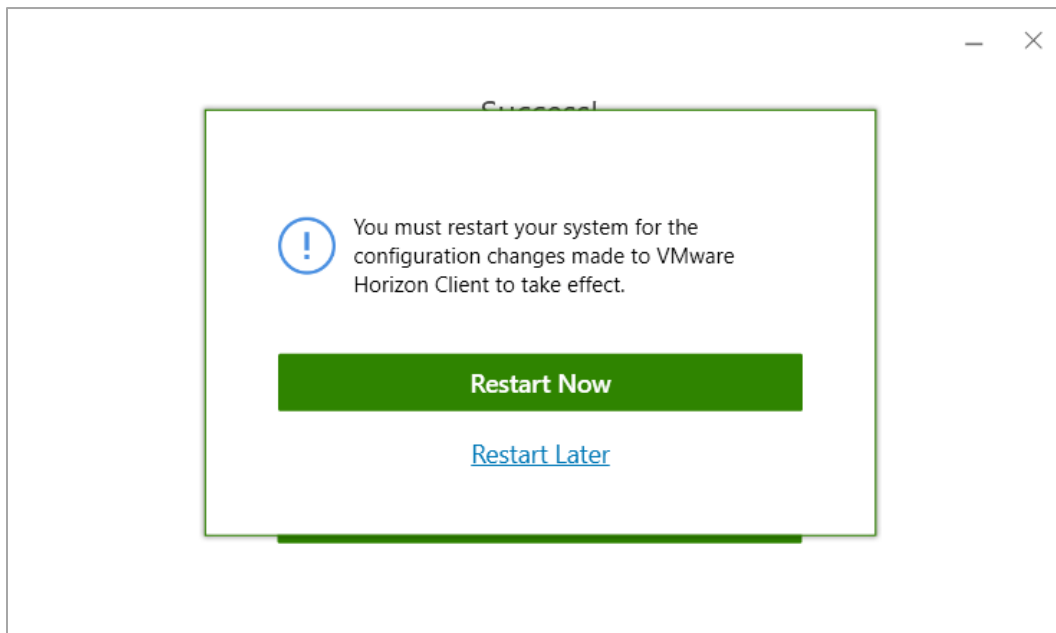 Success!
You must restart your system for the
configuration changes made to VMware
Horizon Client to take effect.
Restart Now
Restart Later